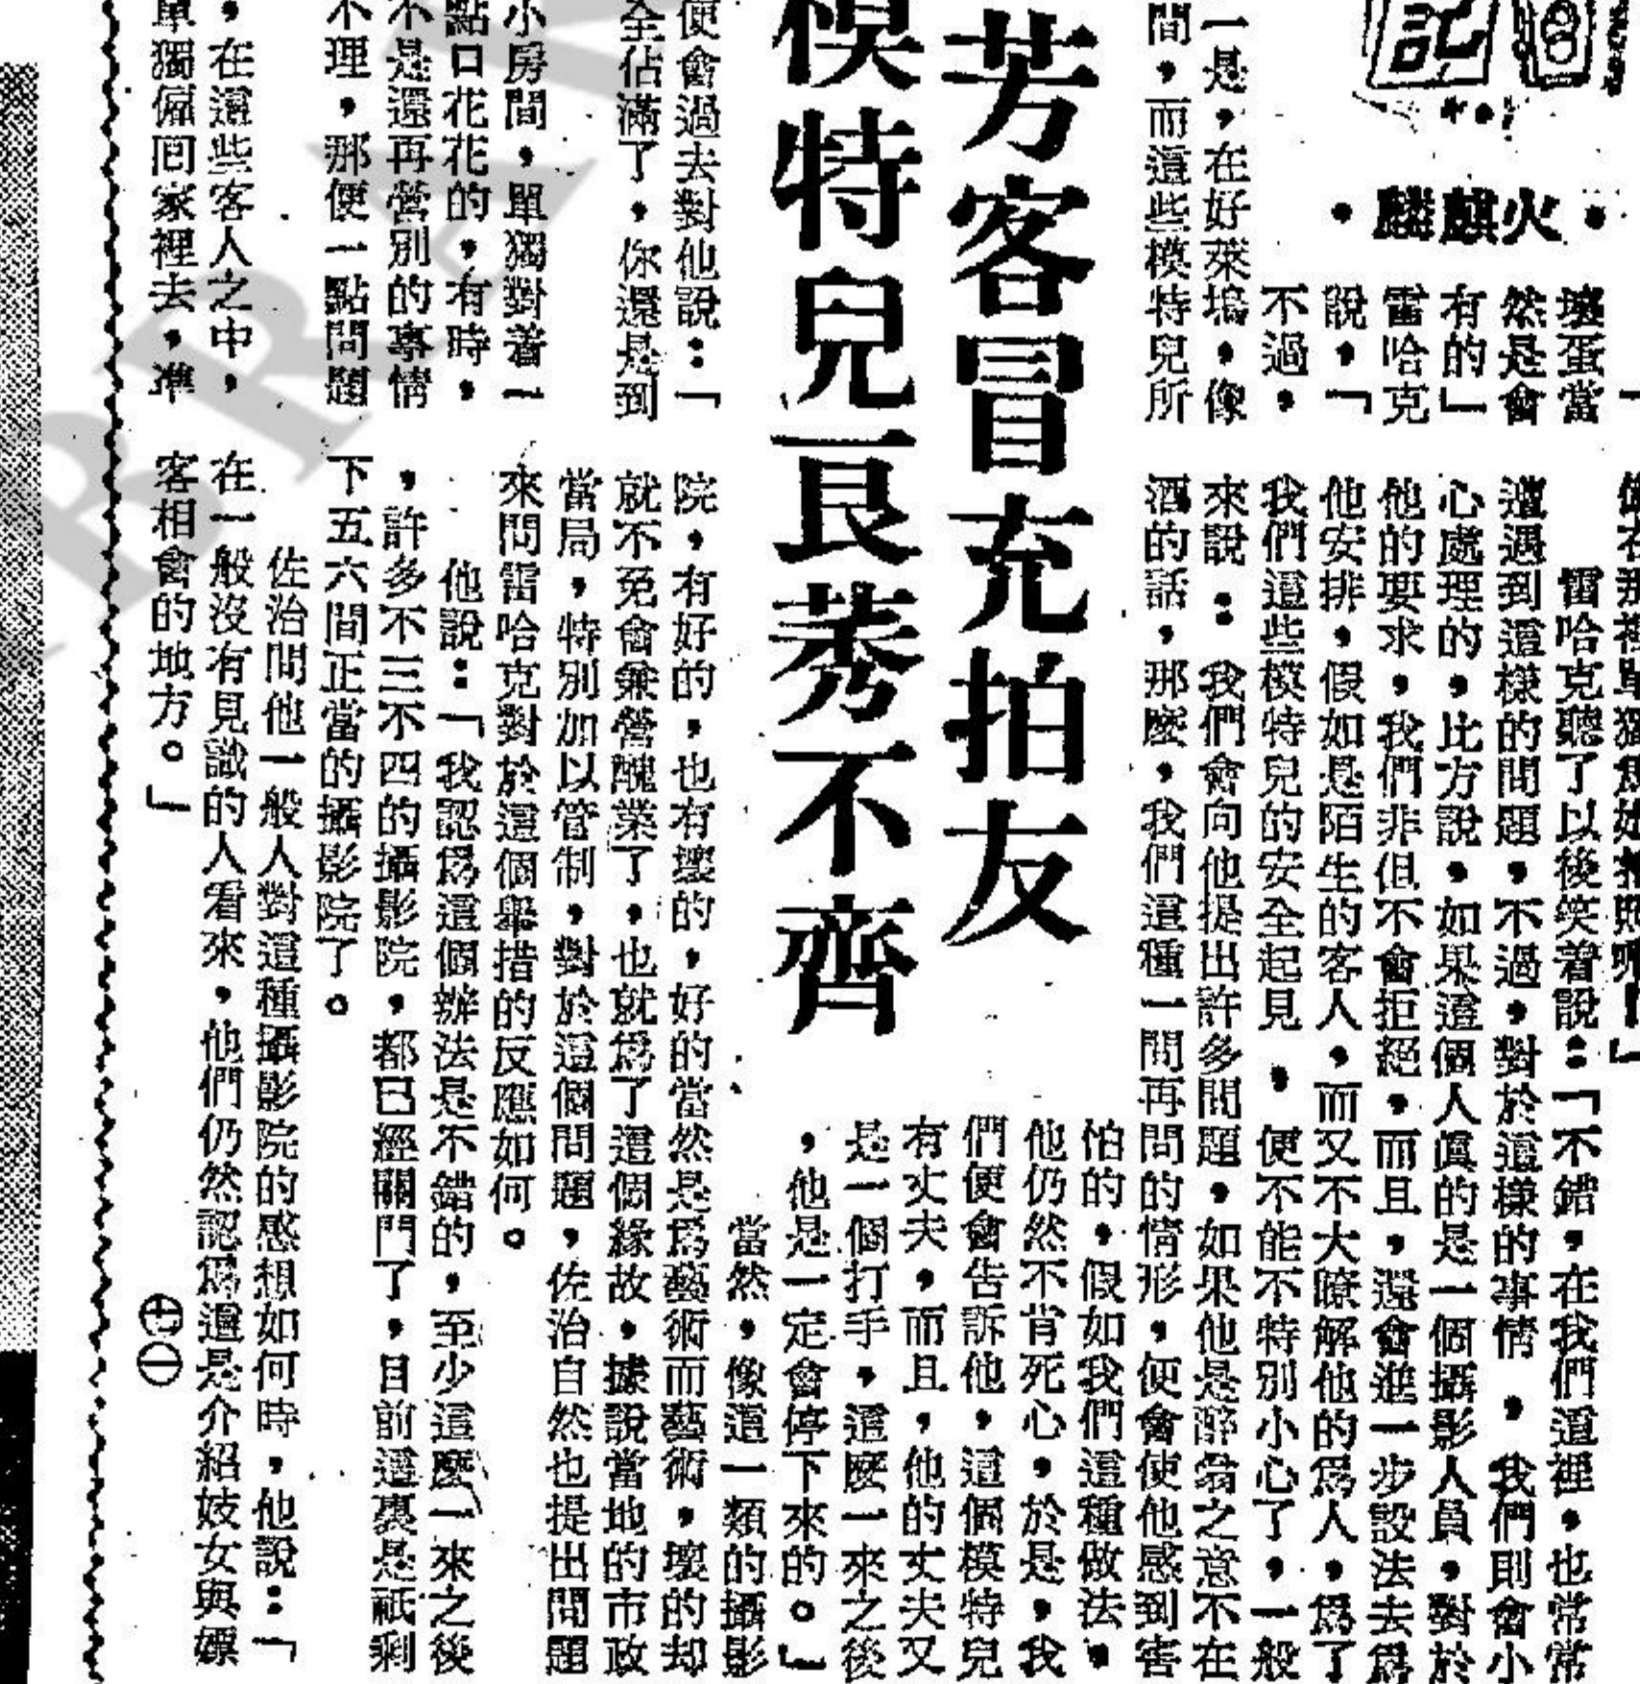 記
・火麒麟・
芳客冒充拍友
模特兒良莠不齊
壞蛋當
然是會
有的」
雷哈克
說,「
不過,
一是,在好萊塢,像
間,而這些模特兒所
便會過去對他說:「
全佔滿了,你還是到
小房間,單獨對着一
點口花花的,有時,
不是還再營別的事情
不理,那便一點問題
,在這些客人之中,
單獨僱回家裡去,準
在那裡單獨爲她拍照呢!」
雷哈克聽了以後笑着說:「不錯,在我們這裡,也常常
遭遇到這樣的問題,不過,對於這樣的事情,我們則會小
心處理的,比方說,如果這個人眞的是一個攝影人員,對於
他的要求,我們非但不會拒絕,而且,還會進一步設法去爲
他安排,假如是陌生的客人,而又不大瞭解他的爲人,爲了
我們這些模特兒的安全起見,便不能不特別小心了,一般
來說:我們會向他提出許多問題,如果他是醉翁之意不在
酒的話,那麽,我們這種一問再問的情形,便會使他感到害
怕的,假如我們這種做法,
他仍然不肯死心,於是,我
們便會告訴他,這個模特兒
有丈夫,而且,他的丈夫又
是一個打手,這麽一來之後
,他是一定會停下來的。」
當然,像這一類的攝影
院,有好的,也有壞的,好的當然是爲藝術而藝術,壞的却
就不免會兼營醜業了,也就爲了這個緣故,據說當地的市政
當局,特別加以管制,對於這個問題,佐治自然也提出問題
來問雷哈克對於這個舉措的反應如何。
他說:「我認爲這個辦法是不錯的,至少這麽一來之後
,許多不三不四的攝影院,都已經關門了,目前這裏是祇剩
下五六間正當的攝影院了。
佐治問他一般人對這種攝影院的感想如何時,他說:「
在一般沒有見識的人看來,他們仍然認爲這是介紹妓女與嫖
客相會的地方。」
㊆㊀